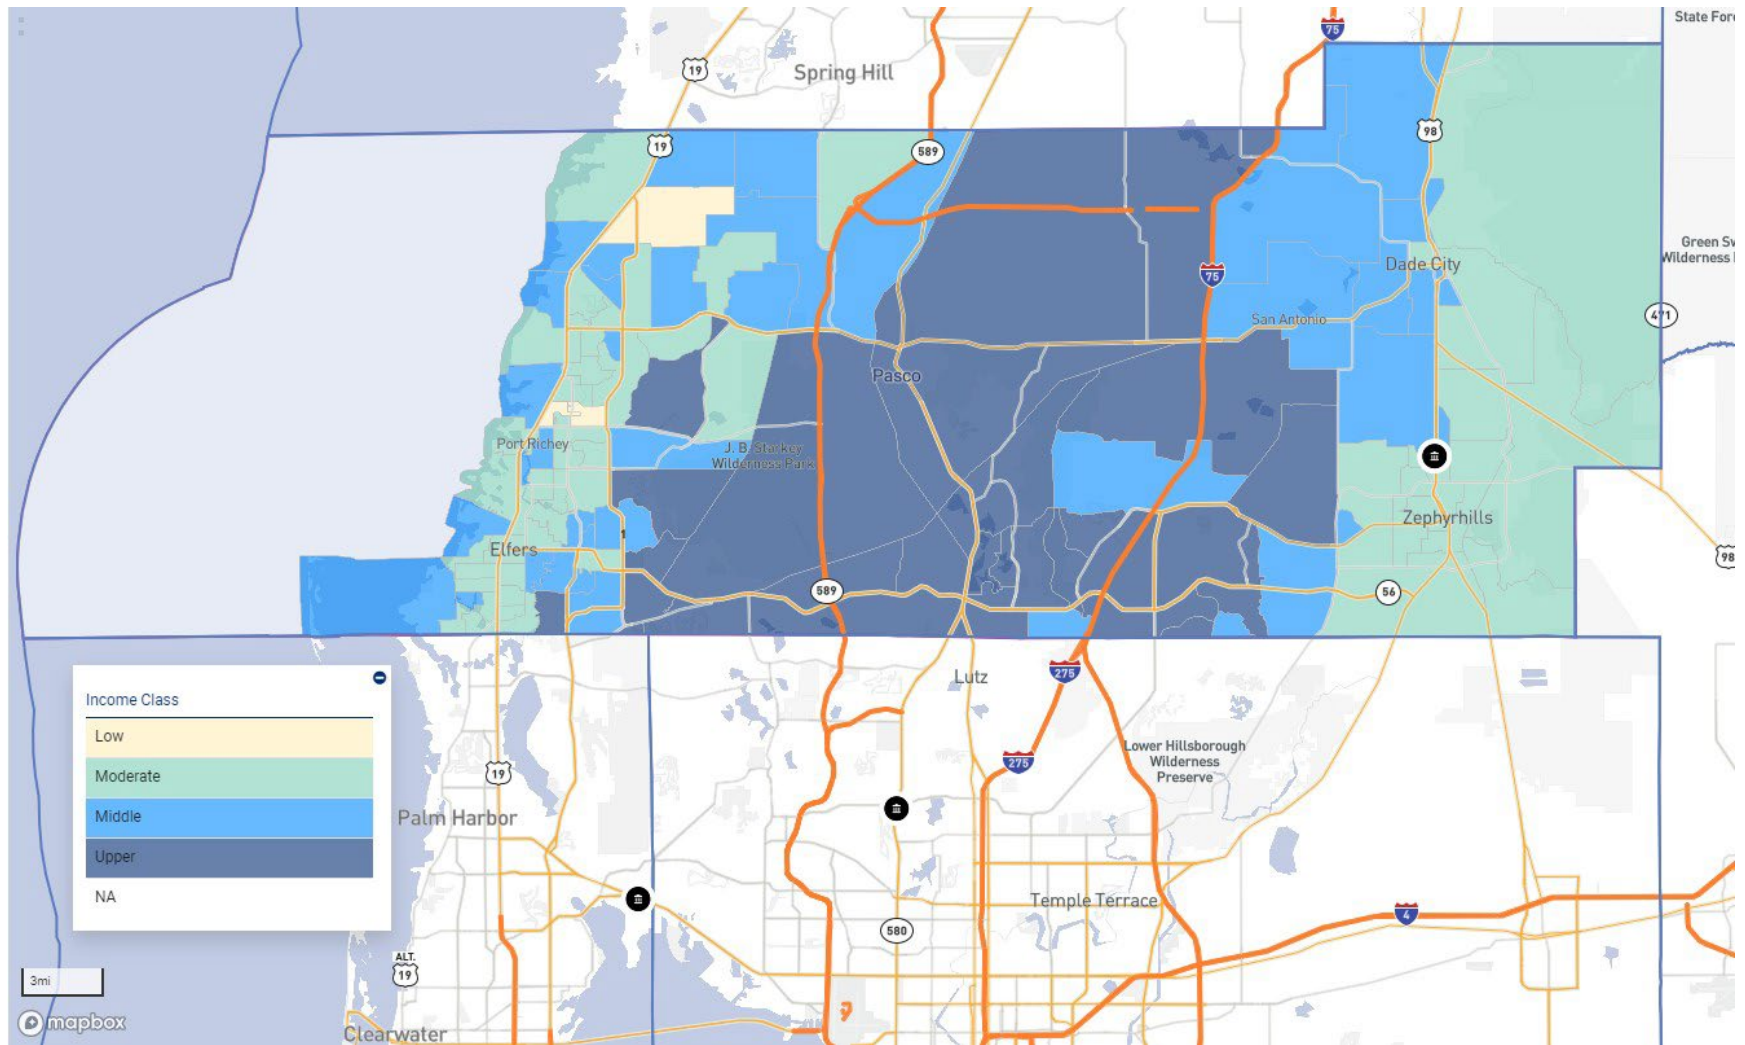 75
State For
Spring Hill
19
98
19
589
Green Sw
Wilderness
Dade City
75
San Antonio
471
Pasco
Port Richey
J. B. Starkey
Wilderness Park
Zephyrhills
1
Elfers
98
589
56
Lutz
275
Income Class
Low
Moderate
Middle
Upper
NA
19
275
Lower Hillsborough
Wilderness
Preserve
Palm Harbor
Temple Terrace
4
580
ALT.
19
3mi
mapbox
Clearwater